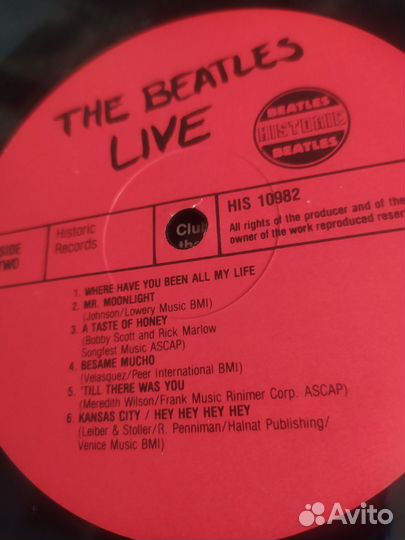 THE BEATLES
LIVE
BEATLES
HISTORIC
BEATLES
SIDE
TWO
Historic
Records
HIS 10982
All rights of the producer and of the
owner of the work reproduced reser
1. WHERE HAVE YOU BEEN ALL MY LIFE
2. MR. MOONLIGHT
(Johnson/Lowery Music BMI)
3. A TASTE OF HONEY
(Bobby Scott and Rick Marlow
Songfest Music ASCAP)
4. BESAME MUCHO
(Velasquez/Peer International BMI)
5. 'TILL THERE WAS YOU
(Meredith Wilson/Frank Music Rinimer Corp. ASCAP)
6. KANSAS CITY / HEY HEY HEY HEY
(Leiber & Stoller/R. Penniman/Halnat Publishing/
Venice Music BMI)
Avito